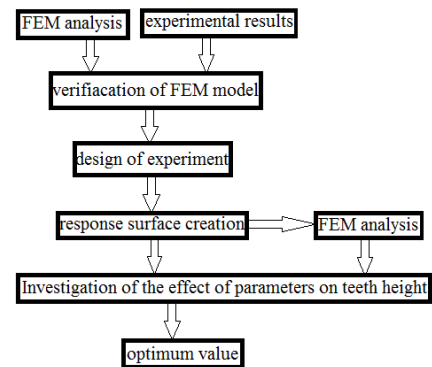 FEM analysis
experimental results
verifiacation of FEM model
design of experiment
response surface creation
FEM analysis
Investigation of the effect of parameters on teeth height
optimum value